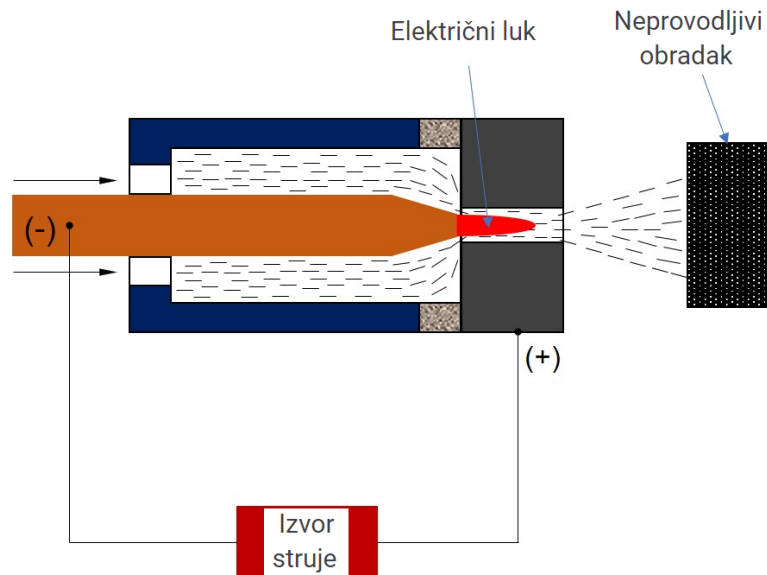 Električni luk
Neprovodljivi
obradak
(-)
(+)
Izvor
struje